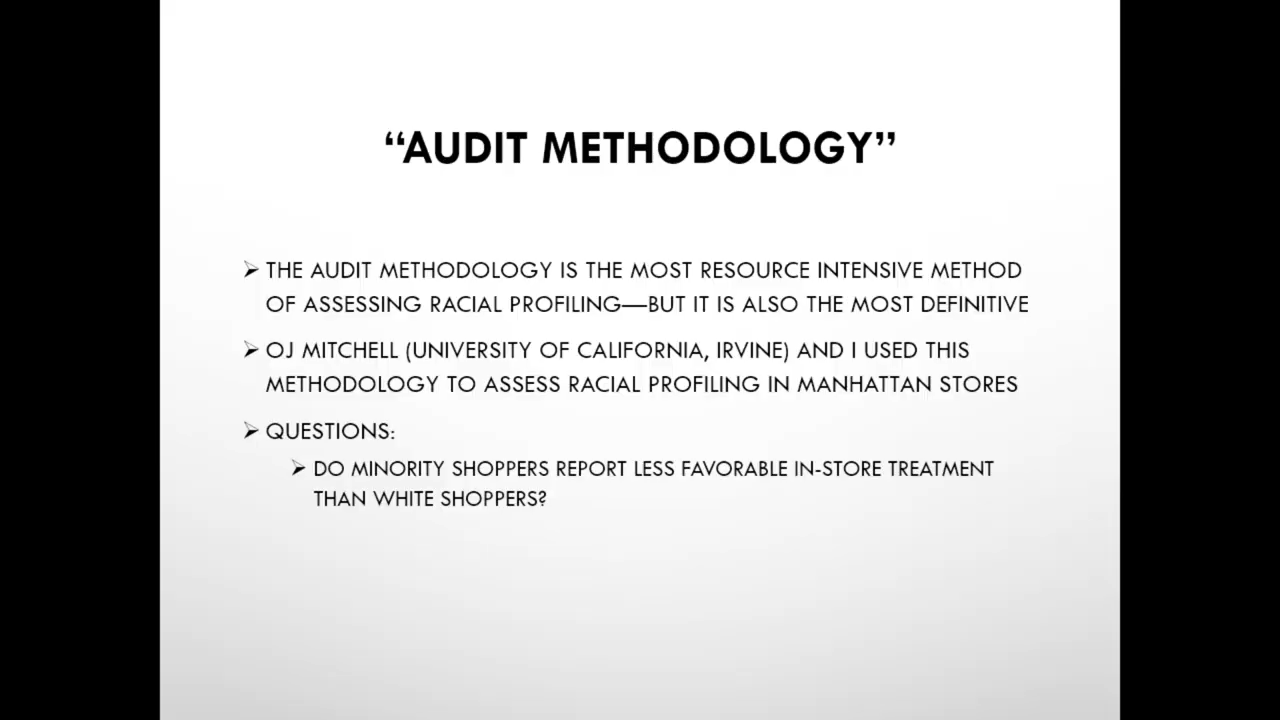 “AUDIT METHODOLOGY”
THE AUDIT METHODOLOGY IS THE MOST RESOURCE INTENSIVE METHOD
OF ASSESSING RACIAL PROFILING—BUT IT IS ALSO THE MOST DEFINITIVE
OJ MITCHELL (UNIVERSITY OF CALIFORNIA, IRVINE) AND I USED THIS
METHODOLOGY TO ASSESS RACIAL PROFILING IN MANHATTAN STORES
QUESTIONS:
DO MINORITY SHOPPERS REPORT LESS FAVORABLE IN-STORE TREATMENT
THAN WHITE SHOPPERS?